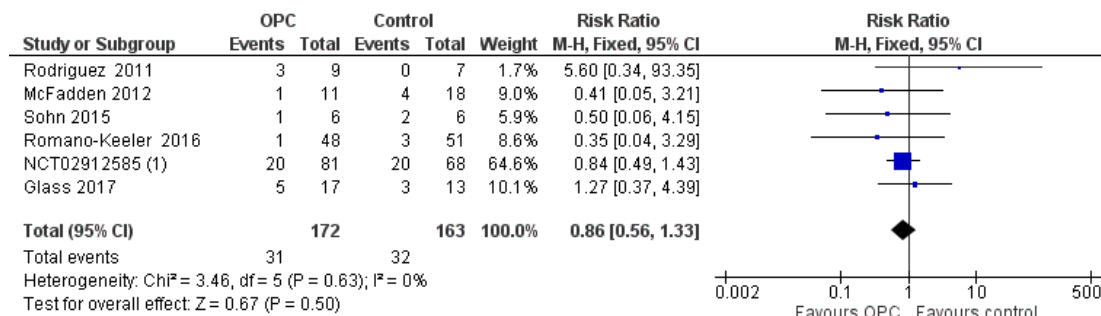 OPC Control Risk Ratio Risk Ratio
Study or Subgroup Events Total Events Total Weight M-H, Fixed, 95% CI M-H, Fixed, 95% CI
Rodriguez 2011 3 9 0 7 1.7% 5.60 [0.34, 93.35]
McFadden 2012 1 11 4 18 9.0% 0.41 [0.05, 3.21]
Sohn 2015 1 6 2 6 5.9% 0.50 [0.06, 4.15]
Romano-Keeler 2016 1 48 3 51 8.6% 0.35 [0.04, 3.29]
NCT02912585 (1) 20 81 20 68 64.6% 0.84 [0.49, 1.43]
Glass 2017 5 17 3 13 10.1% 1.27 [0.37, 4.39]
Total (95% CI) 172 163 100.0% 0.86 [0.56, 1.33]
Total events 31 32
Heterogeneity: Chi² = 3.46, df = 5 (P = 0.63); I² = 0%
Test for overall effect: Z = 0.67 (P = 0.50)
0.002 0.1 1 10 500
Favours OPC Favours control